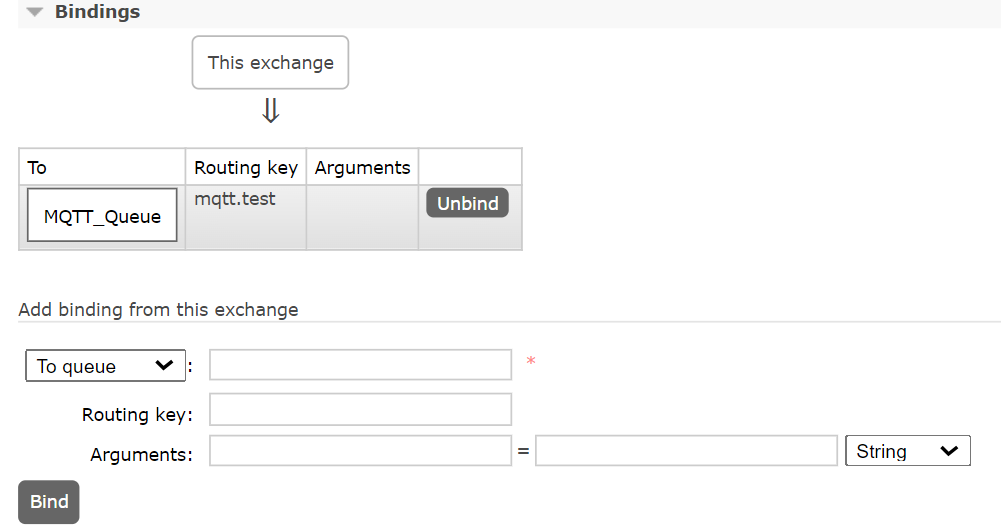 Bindings
This exchange
⇓
To Routing key Arguments
MQTT_Queue mqtt.test Unbind
Add binding from this exchange
To queue : *
Routing key:
Arguments: = String
Bind